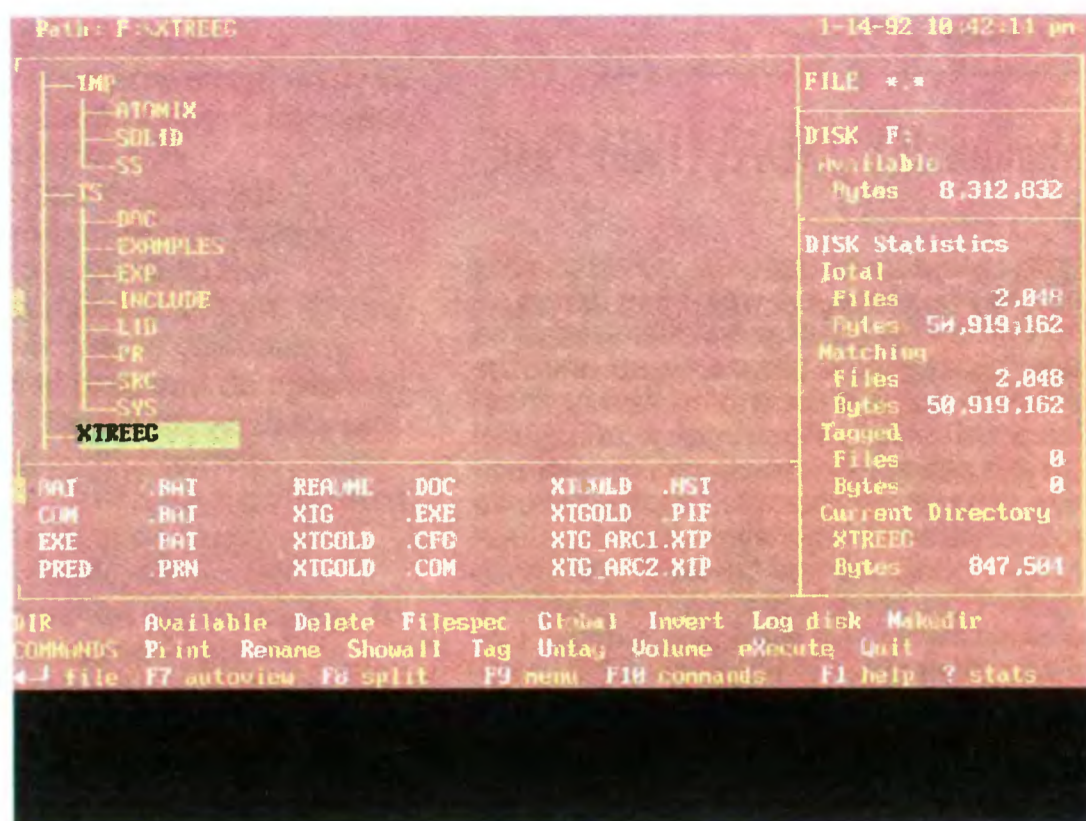 Path: F:\XTREEG
1-14-92 10:42:11 pm
TMP
ATOMIX
SOLID
SS
TS
DOC
EXAMPLES
EXP
INCLUDE
LIB
PR
SRC
SYS
XTREEG
FILE *.*
DISK F:
Available
Bytes 8,312,832
DISK Statistics
Total
Files 2,048
Bytes 50,919,162
Matching
Files 2,048
Bytes 50,919,162
Tagged
Files 0
Bytes 0
Current Directory
XTREEG
Bytes 847,504
BAT .BAT README .DOC XTGOLD .HST
COM .BAT XTG .EXE XTGOLD .PIF
EXE .BAT XTGOLD .CFG XTG_ARC1.XTP
PRED .PRN XTGOLD .COM XTG_ARC2.XTP
DIR Available Delete Filespec Global Invert Log disk Makedir
COMMANDS Print Rename Showall Tag Untag Volume eXecute Quit
◄─┘ file F7 autoview F8 split F9 menu F10 commands F1 help ? stats